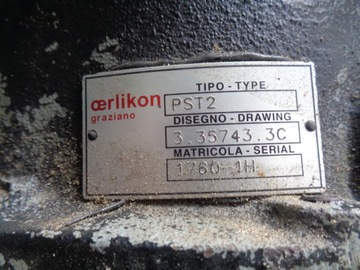 œrlikon
graziano
TIPO - TYPE
PST2
DISEGNO - DRAWING
3.35743.3C
MATRICOLA - SERIAL
1780-1H